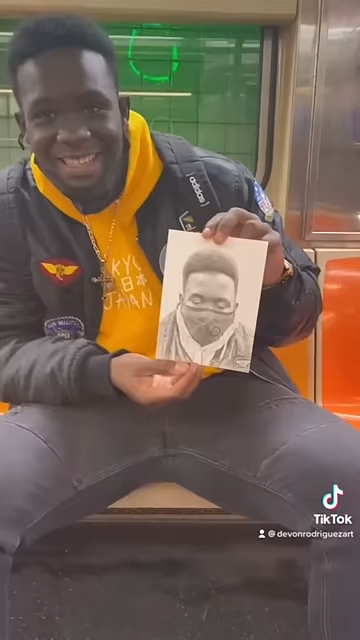 adidas
KYO
日本
JAPAN
TikTok
@devonrodriguezart